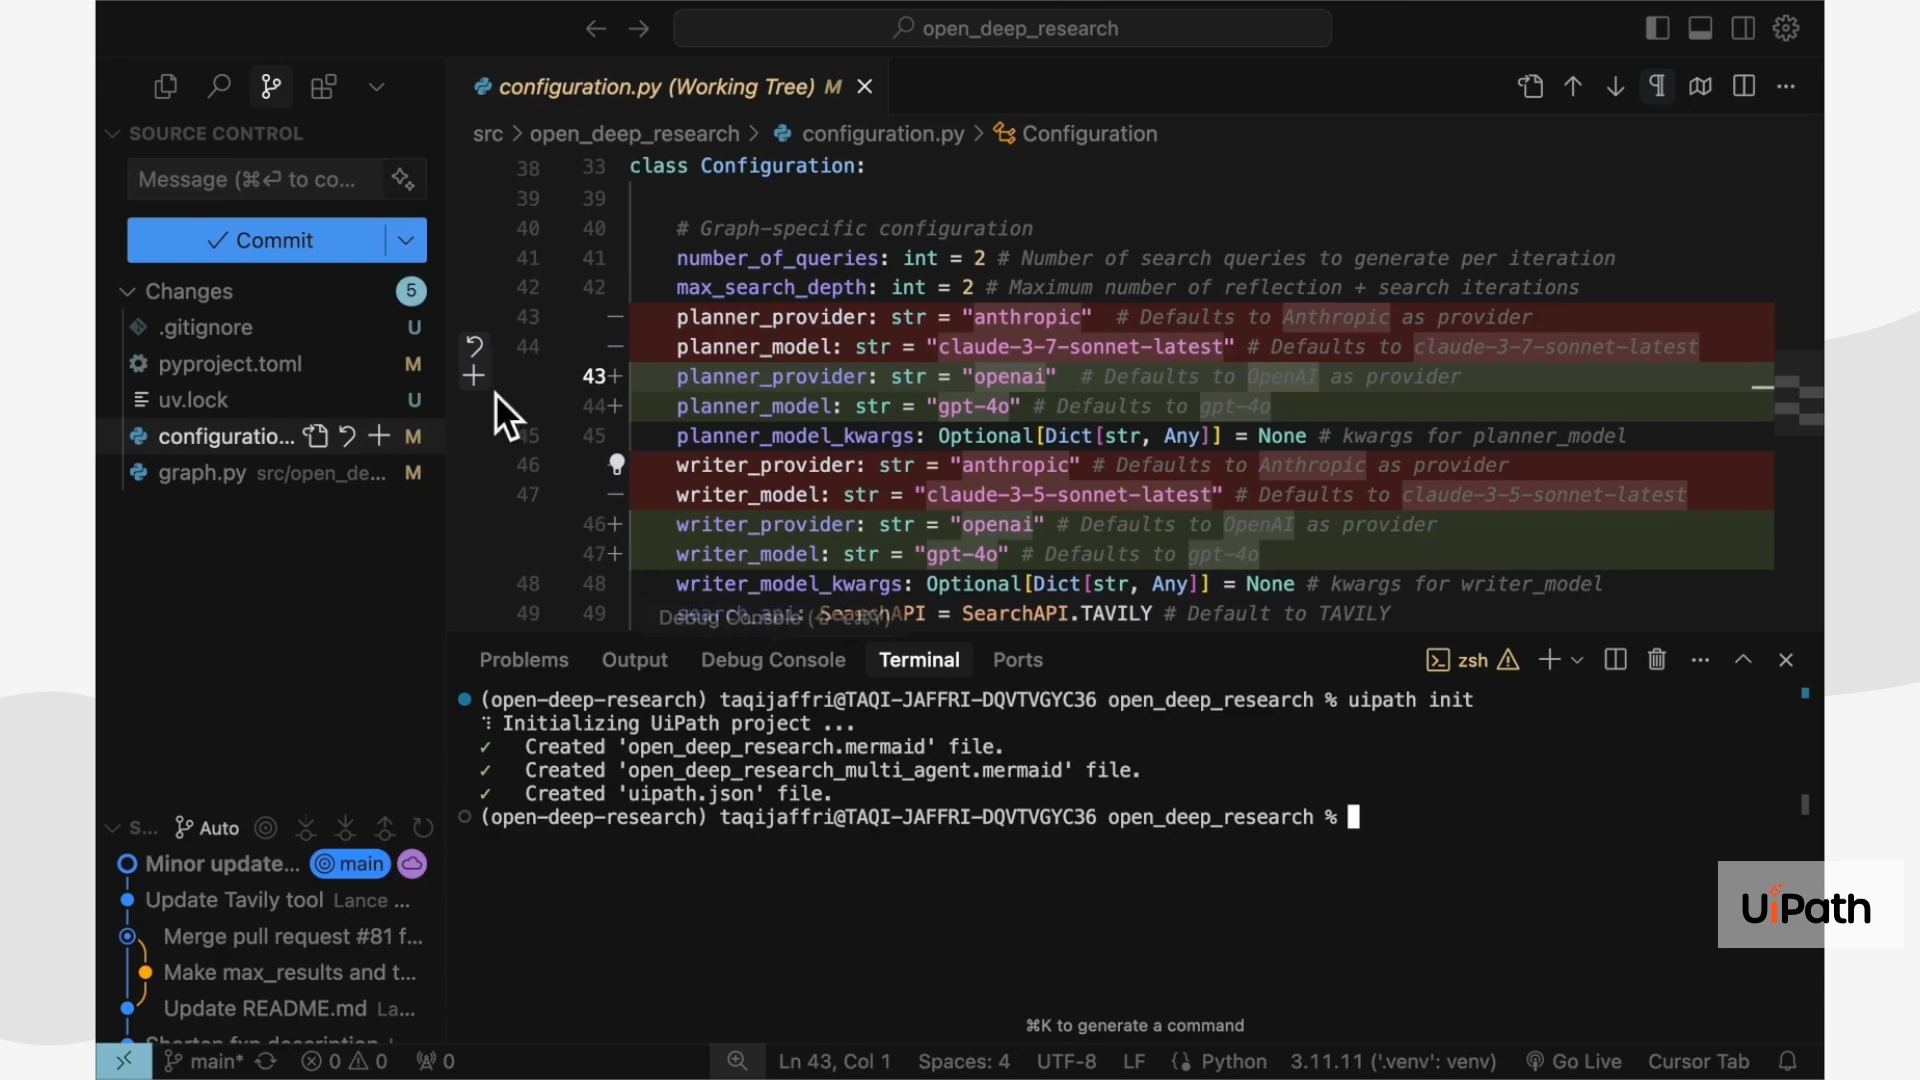 open_deep_research
configuration.py (Working Tree) M
SOURCE CONTROL
src > open_deep_research > configuration.py > Configuration
Message (⌘⏎ to co...
Commit
Changes 5
.gitignore U
pyproject.toml M
uv.lock U
configuratio... M
graph.py src/open_de... M
38 33 class Configuration:
39 39
40 40 # Graph-specific configuration
41 41 number_of_queries: int = 2 # Number of search queries to generate per iteration
42 42 max_search_depth: int = 2 # Maximum number of reflection + search iterations
43 — planner_provider: str = "anthropic" # Defaults to Anthropic as provider
44 — planner_model: str = "claude-3-7-sonnet-latest" # Defaults to claude-3-7-sonnet-latest
43+ planner_provider: str = "openai" # Defaults to OpenAI as provider
44+ planner_model: str = "gpt-4o" # Defaults to gpt-4o
45 45 planner_model_kwargs: Optional[Dict[str, Any]] = None # kwargs for planner_model
46 writer_provider: str = "anthropic" # Defaults to Anthropic as provider
47 — writer_model: str = "claude-3-5-sonnet-latest" # Defaults to claude-3-5-sonnet-latest
46+ writer_provider: str = "openai" # Defaults to OpenAI as provider
47+ writer_model: str = "gpt-4o" # Defaults to gpt-4o
48 48 writer_model_kwargs: Optional[Dict[str, Any]] = None # kwargs for writer_model
49 49 search_api: SearchAPI = SearchAPI.TAVILY # Default to TAVILY
Debug Console
Problems Output Debug Console Terminal Ports zsh
(open-deep-research) taqijaffri@TAQI-JAFFRI-DQVTVGYC36 open_deep_research % uipath init
Initializing UiPath project ...
✓ Created 'open_deep_research.mermaid' file.
✓ Created 'open_deep_research_multi_agent.mermaid' file.
✓ Created 'uipath.json' file.
(open-deep-research) taqijaffri@TAQI-JAFFRI-DQVTVGYC36 open_deep_research %
S... Auto
Minor update... main
Update Tavily tool Lance ...
Merge pull request #81 f...
Make max_results and t...
Update README.md La...
UiPath
⌘K to generate a command
main* 0 0 0 Ln 43, Col 1 Spaces: 4 UTF-8 LF Python 3.11.11 ('.venv': venv) Go Live Cursor Tab